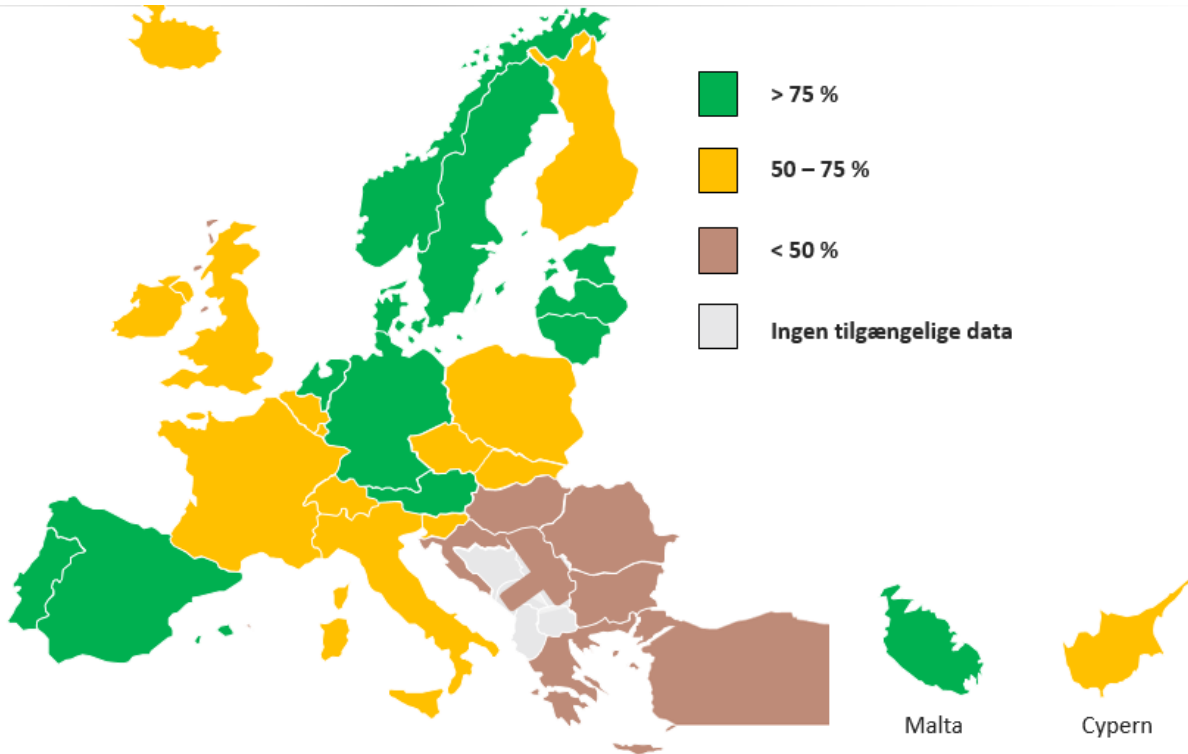 > 75 %
50 – 75 %
< 50 %
Ingen tilgængelige data
Malta
Cypern